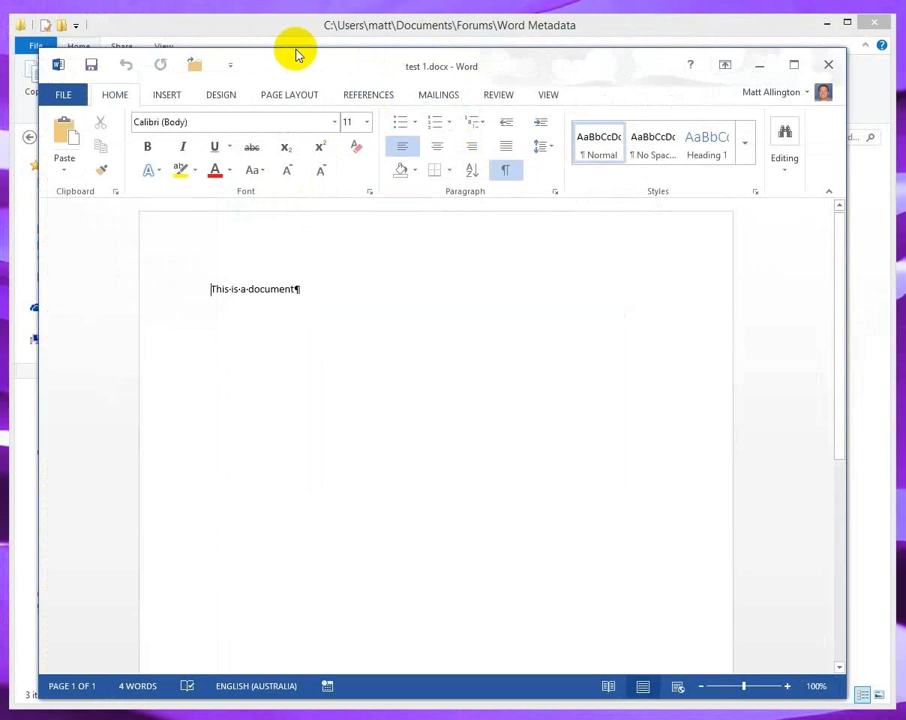 C:\Users\matt\Documents\Forums\Word Metadata
File Home Share View
test 1.docx - Word
FILE HOME INSERT DESIGN PAGE LAYOUT REFERENCES MAILINGS REVIEW VIEW Matt Allington
Calibri (Body) 11
AaBbCcDc AaBbCcDc AaBbCc
Paste B I U abc X₂ X² A A Aa A A ¶ ¶ Normal ¶ No Spac... Heading 1 Editing
Clipboard Font Paragraph Styles
This·is·a·document¶
PAGE 1 OF 1 4 WORDS ENGLISH (AUSTRALIA) 100%